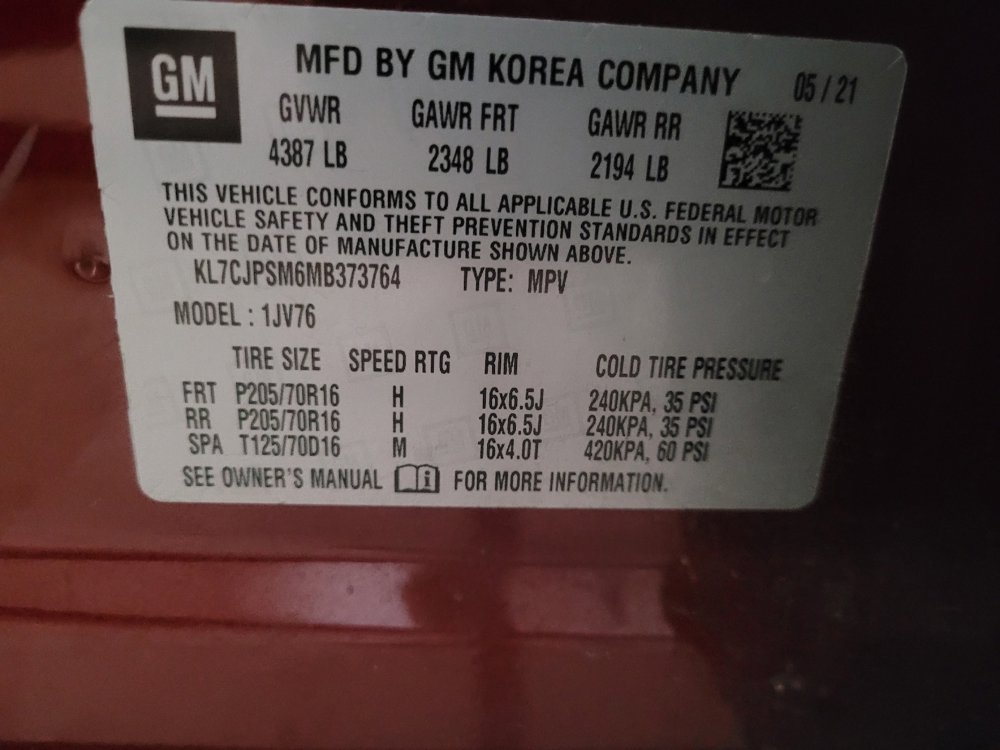 GM
MFD BY GM KOREA COMPANY 05 / 21
GVWR GAWR FRT GAWR RR
4387 LB 2348 LB 2194 LB
THIS VEHICLE CONFORMS TO ALL APPLICABLE U.S. FEDERAL MOTOR
VEHICLE SAFETY AND THEFT PREVENTION STANDARDS IN EFFECT
ON THE DATE OF MANUFACTURE SHOWN ABOVE.
KL7CJPSM6MB373764 TYPE: MPV
MODEL : 1JV76
TIRE SIZE SPEED RTG RIM COLD TIRE PRESSURE
FRT P205/70R16 H 16x6.5J 240KPA, 35 PSI
RR P205/70R16 H 16x6.5J 240KPA, 35 PSI
SPA T125/70D16 M 16x4.0T 420KPA, 60 PSI
SEE OWNER'S MANUAL i FOR MORE INFORMATION.